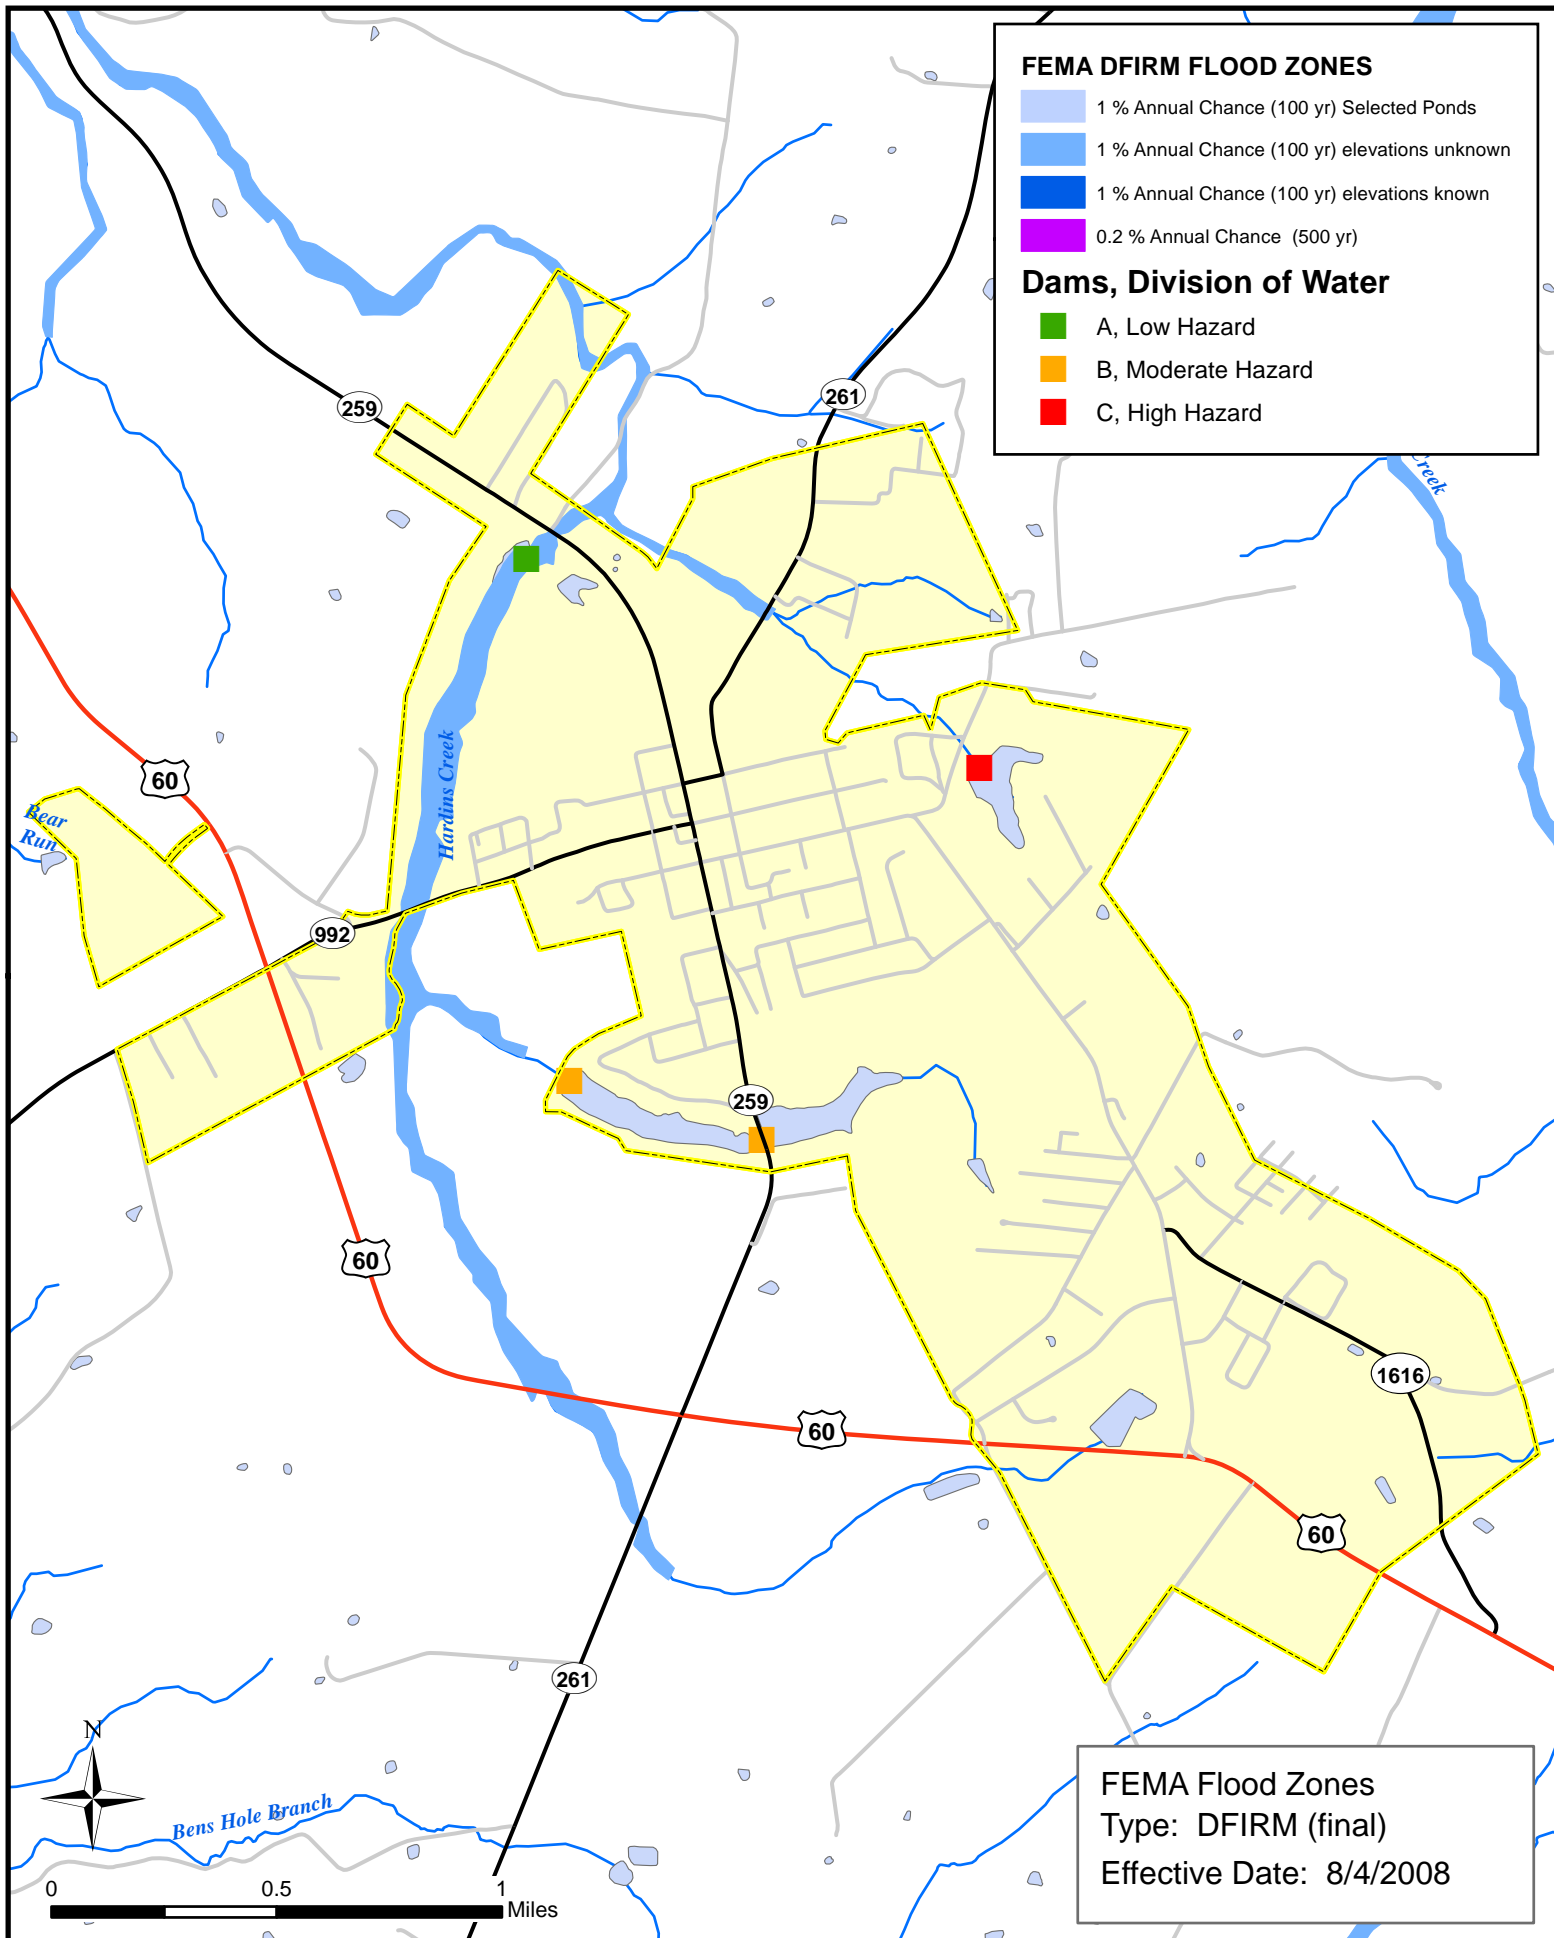 FEMA DFIRM FLOOD ZONES
1 % Annual Chance (100 yr) Selected Ponds
1 % Annual Chance (100 yr) elevations unknown
1 % Annual Chance (100 yr) elevations known
0.2 % Annual Chance (500 yr)
Dams, Division of Water
A, Low Hazard
B, Moderate Hazard
C, High Hazard
259
261
Creek
60
Hardins Creek
Bear
Run
992
259
60
1616
60
60
261
N
Bens Hole Branch
0 0.5 1
Miles
FEMA Flood Zones
Type: DFIRM (final)
Effective Date: 8/4/2008